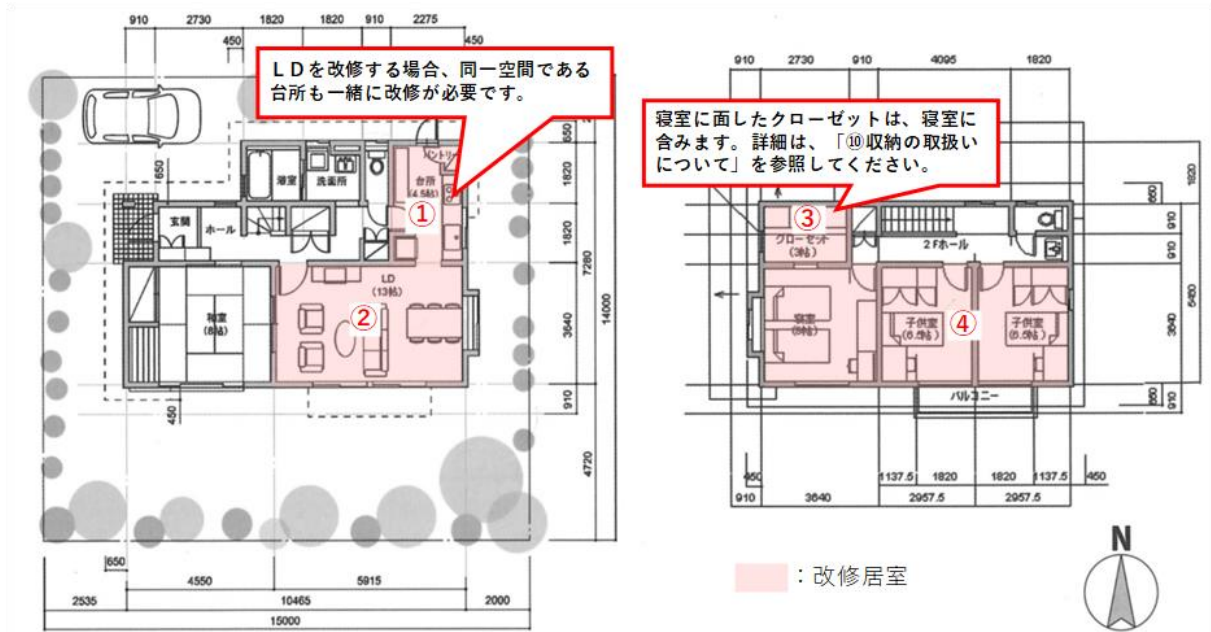 910 2730 1820 1820 910 2275
450 450
ＬＤを改修する場合、同一空間である
台所も一緒に改修が必要です。
パントリー
浴室 洗面所 台所
(4.5帖)
①
玄関 ホール
LD
(13帖)
②
和室
(8帖)
650
650
1820
1820
7280
3640
14000
910
450
4720
650
4550 5915
2535 10465 2000
15000
910 2730 910 4095 1820
寝室に面したクローゼットは、寝室に
含みます。詳細は、「⑩収納の取扱い
について」を参照してください。
③
クローゼット
(3帖)
2Fホール
寝室
(8帖)
子供室
(6.5帖)
④
子供室
(6.5帖)
バルコニー
650
1820
910
910
5460
3640
650
910
450 1137.5 1820 1820 1137.5 450
910 3640 2957.5 2957.5
N
：改修居室